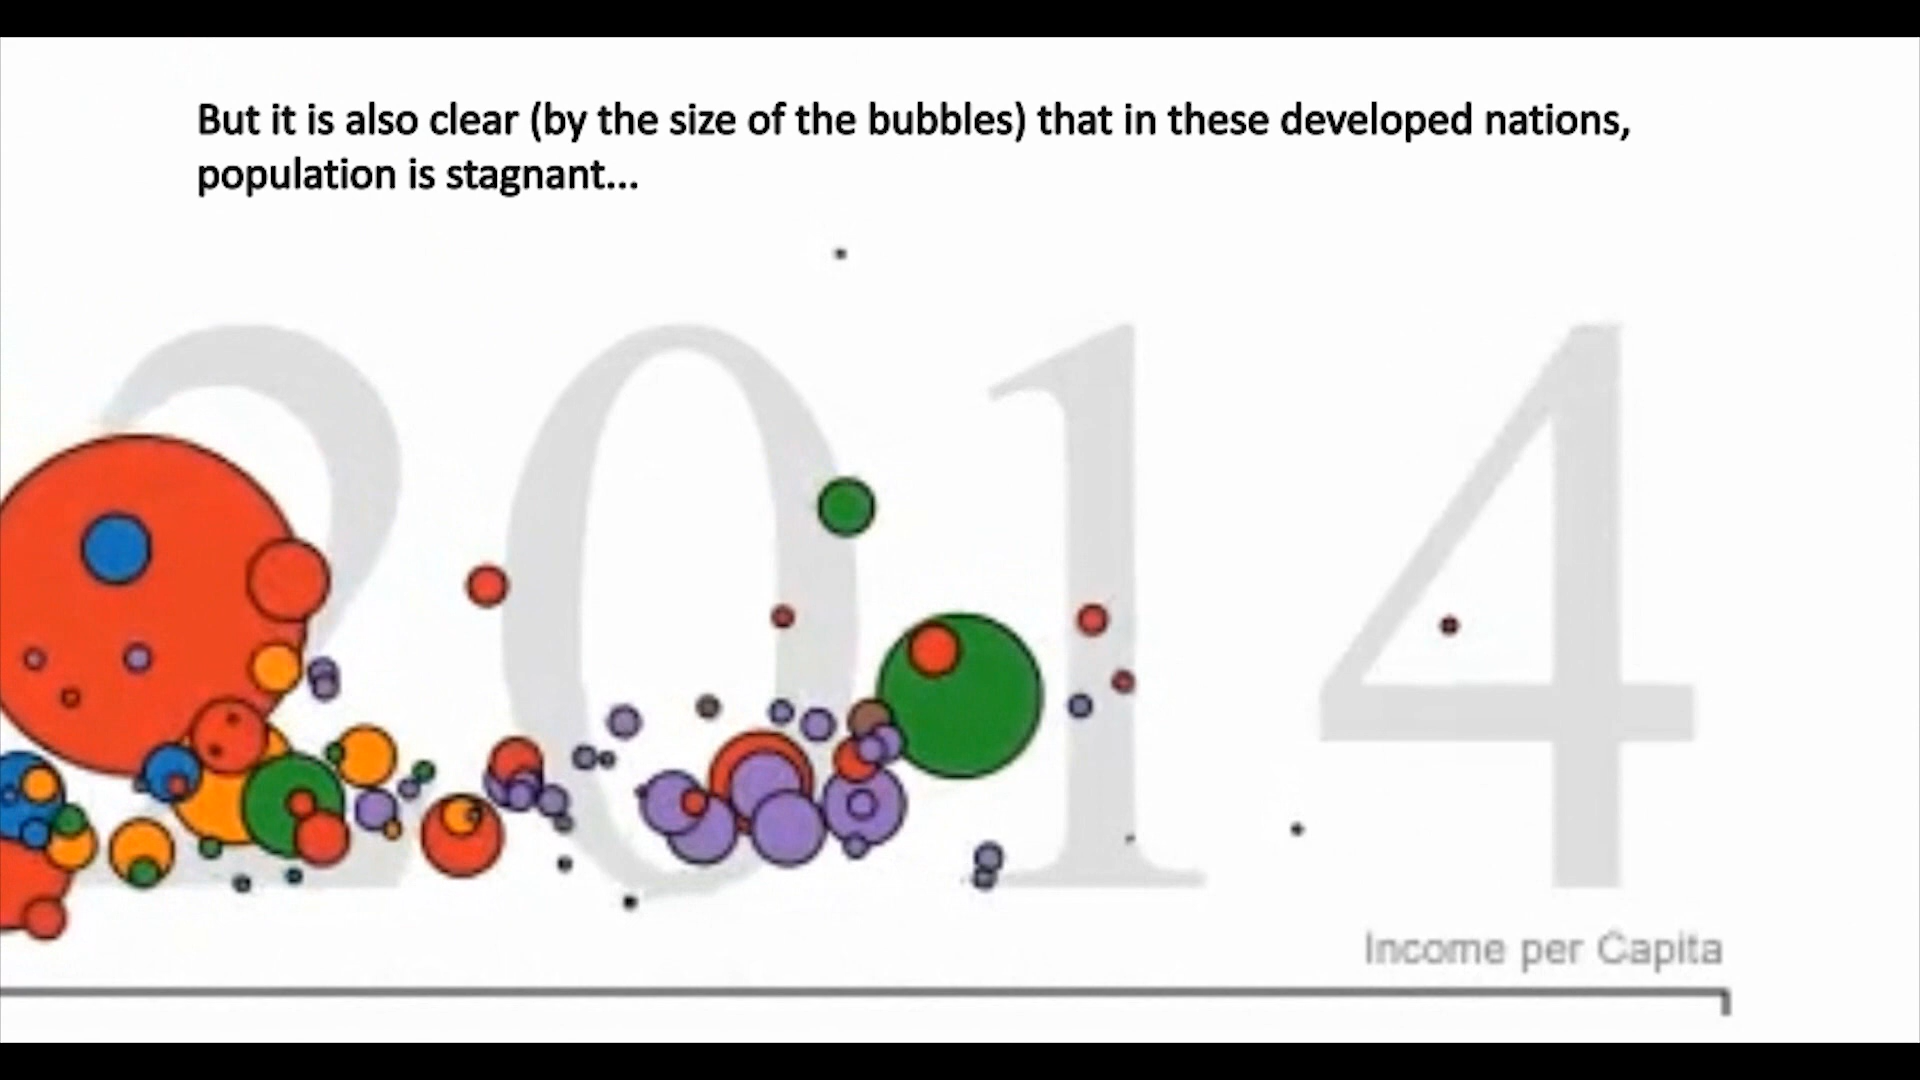 But it is also clear (by the size of the bubbles) that in these developed nations,
population is stagnant...
2014
Income per Capita